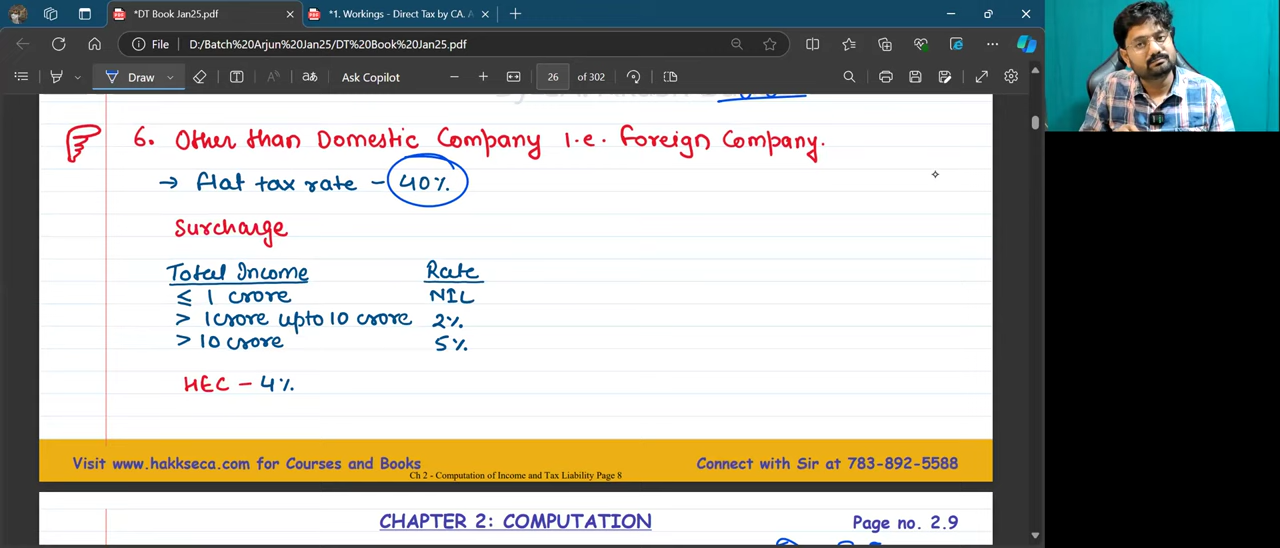 *DT Book Jan25.pdf
*1. Workings - Direct Tax by CA. A
File
D:/Batch%20Arjun%20Jan25/DT%20Book%20Jan25.pdf
Draw
Ask Copilot
26 of 302
6. Other than Domestic Company i.e. Foreign Company.
→ flat tax rate - 40%
Surcharge
Total Income Rate
≤ 1 crore NIL
> 1crore upto 10 crore 2%
> 10 crore 5%
HEC - 4%
Visit www.hakkseca.com for Courses and Books
Ch 2 - Computation of Income and Tax Liability Page 8
Connect with Sir at 783-892-5588
CHAPTER 2: COMPUTATION
Page no. 2.9